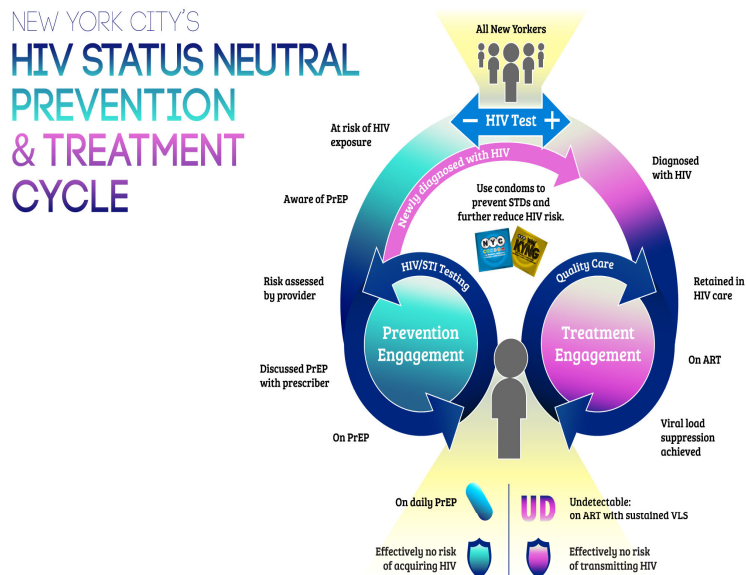 NEW YORK CITY'S
HIV STATUS NEUTRAL
PREVENTION
& TREATMENT
CYCLE
All New Yorkers
− HIV Test +
At risk of HIV
exposure
Aware of PrEP
Risk assessed
by provider
Discussed PrEP
with prescriber
On PrEP
Newly diagnosed with HIV
Use condoms to
prevent STDs and
further reduce HIV risk.
NYC
KYNG
HIV/STI Testing
Prevention
Engagement
Quality Care
Treatment
Engagement
Diagnosed
with HIV
Retained in
HIV care
On ART
Viral load
suppression
achieved
On daily PrEP
Effectively no risk
of acquiring HIV
UD
Undetectable:
on ART with sustained VLS
Effectively no risk
of transmitting HIV